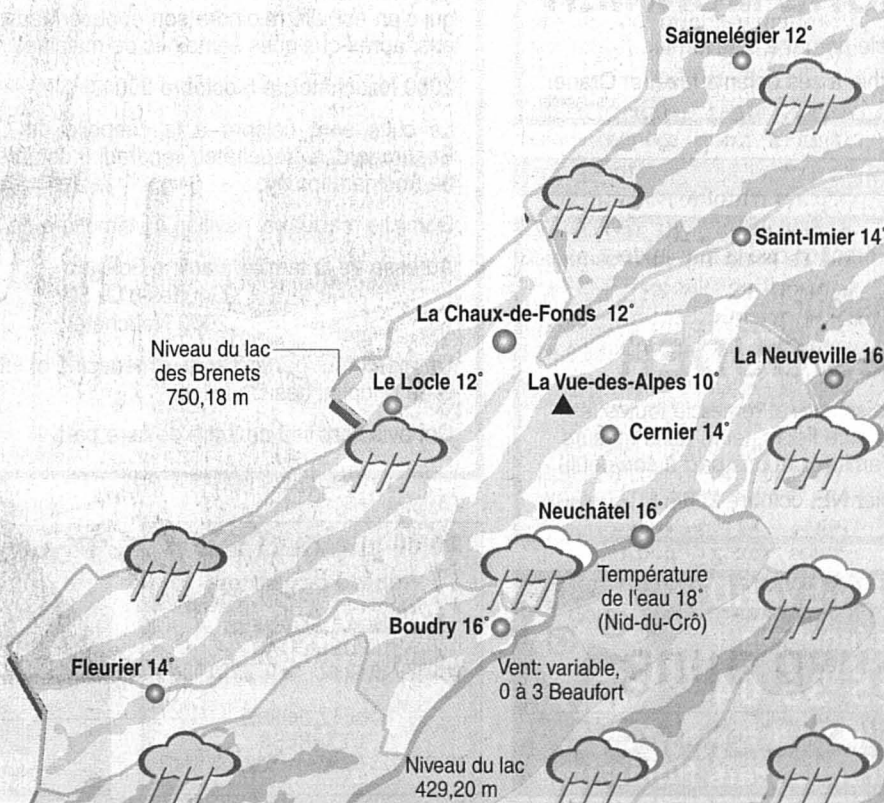 Saignelégier 12°
Saint-Imier 14°
La Chaux-de-Fonds 12°
Niveau du lac
des Brenets
750,18 m
Le Locle 12°
La Vue-des-Alpes 10°
La Neuveville 16
Cernier 14°
Neuchâtel 16°
Température
de l'eau 18°
(Nid-du-Crô)
Boudry 16°
Fleurier 14°
Vent: variable,
0 à 3 Beaufort
Niveau du lac
429,20 m